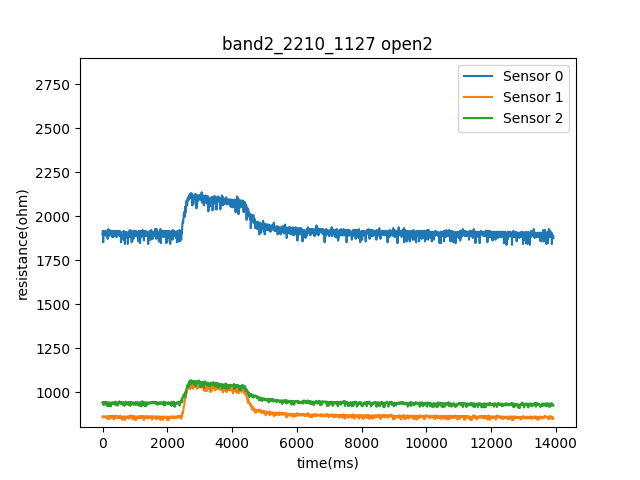 band2_2210_1127 open2
Sensor 0
Sensor 1
Sensor 2
resistance(ohm)
2750
2500
2250
2000
1750
1500
1250
1000
0 2000 4000 6000 8000 10000 12000 14000
time(ms)